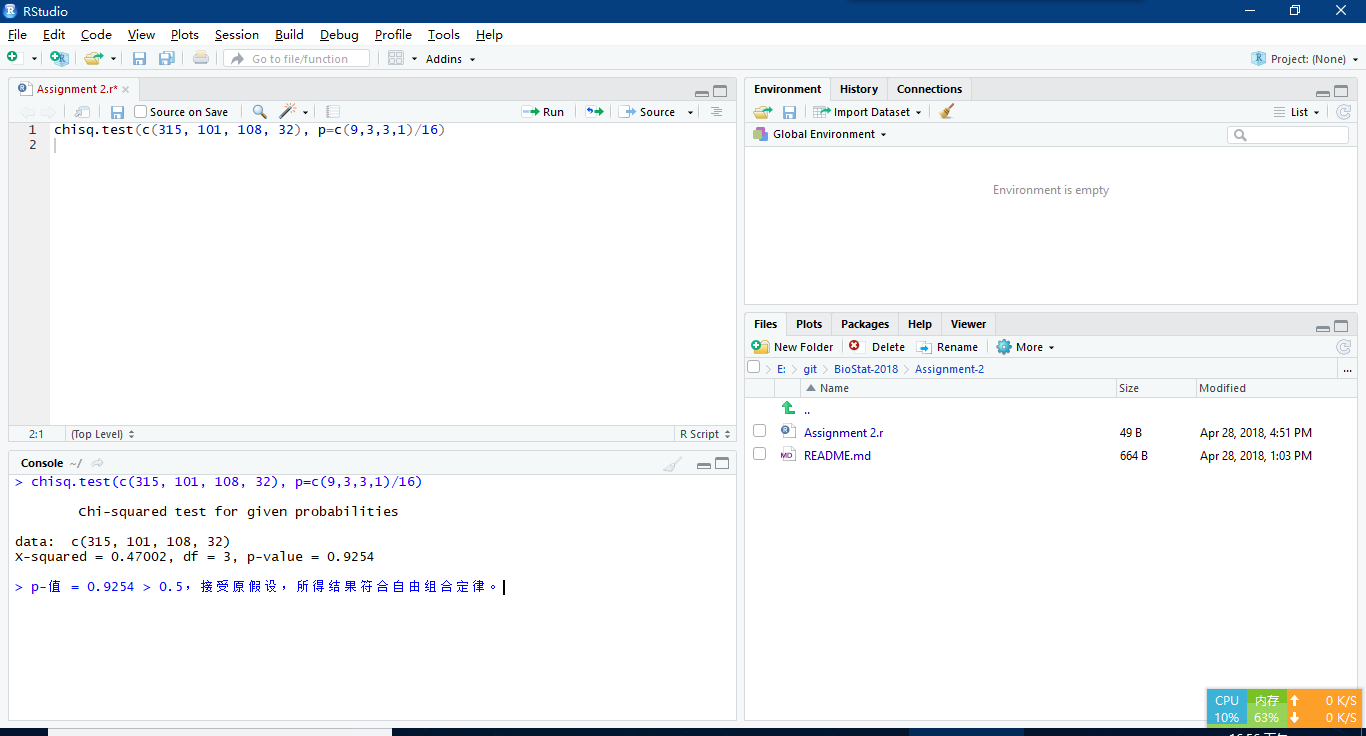 RStudio
File Edit Code View Plots Session Build Debug Profile Tools Help
Go to file/function Addins Project: (None)
Assignment 2.r*
Source on Save Run Source
1 chisq.test(c(315, 101, 108, 32), p=c(9,3,3,1)/16)
2
2:1 (Top Level) R Script
Console ~/
> chisq.test(c(315, 101, 108, 32), p=c(9,3,3,1)/16)
Chi-squared test for given probabilities
data: c(315, 101, 108, 32)
X-squared = 0.47002, df = 3, p-value = 0.9254
> p-值 = 0.9254 > 0.5，接受原假设，所得结果符合自由组合定律。
Environment History Connections
Import Dataset List
Global Environment
Environment is empty
Files Plots Packages Help Viewer
New Folder Delete Rename More
E: git BioStat-2018 Assignment-2 ...
Name Size Modified
..
Assignment 2.r 49 B Apr 28, 2018, 4:51 PM
README.md 664 B Apr 28, 2018, 1:03 PM
CPU 内存 0 K/S
10% 63% 0 K/S